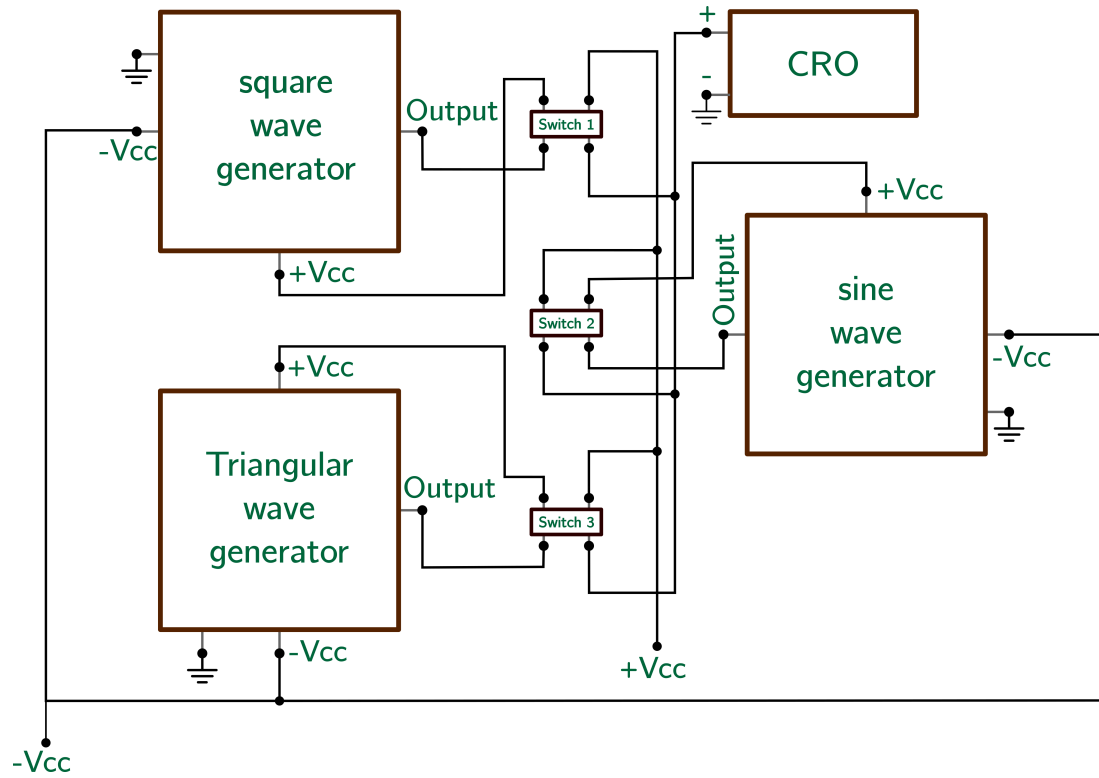 square
wave
generator
-Vcc
Output
+Vcc
Switch 1
+
-
CRO
+Vcc
Output
sine
wave
generator
-Vcc
Switch 2
+Vcc
Triangular
wave
generator
Output
Switch 3
-Vcc
+Vcc
-Vcc